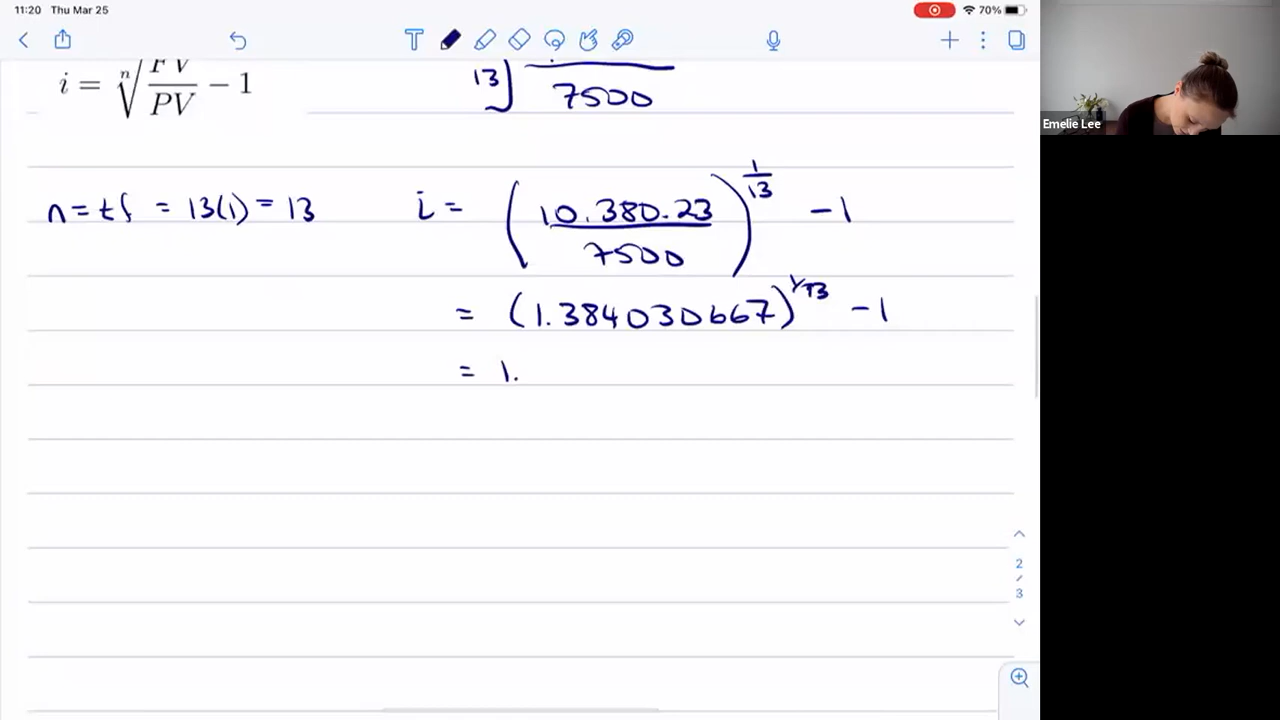 11:20 Thu Mar 25
70%
T
Emelie Lee
i = n√ FV/PV − 1
13 7500
n = tf = 13(1) = 13
i = (10.380.23/7500)^1/13 − 1
= (1.384030667)^1/13 − 1
= 1.
2
/
3